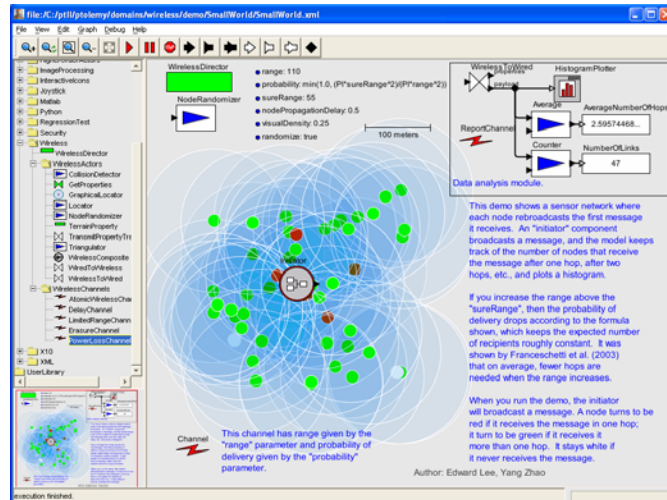 file:/C:/ptII/ptolemy/domains/wireless/demo/SmallWorld/SmallWorld.xml
File View Edit Graph Debug Help
HigherOrderActors
ImageProcessing
InteractiveIcons
Joystick
Matlab
Python
RegressionTest
Security
Wireless
WirelessDirector
WirelessActors
CollisionDetector
GetProperties
GraphicalLocator
Locator
NodeRandomizer
TerrainProperty
TransmitPropertyTr
Triangulator
WirelessComposite
WiredToWireless
WirelessToWired
WirelessChannels
AtomicWirelessChan
DelayChannel
LimitedRangeChann
ErasureChannel
PowerLossChannel
X10
XML
UserLibrary
WirelessDirector
NodeRandomizer
range: 110
probability: min(1.0, (PI*sureRange^2)/(PI*range^2))
sureRange: 55
nodePropagationDelay: 0.5
visualDensity: 0.25
randomize: true
100 meters
WirelessToWired
properties
payload
HistogramPlotter
Average
AverageNumberOfHops
2.59574468...
ReportChannel
Counter
NumberOfLinks
47
Data analysis module.
This demo shows a sensor network where
each node rebroadcasts the first message
it receives. An "initiator" component
broadcasts a message, and the model keeps
track of the number of nodes that receive
the message after one hop, after two
hops, etc., and plots a histogram.
If you increase the range above the
"sureRange", then the probability of
delivery drops according to the formula
shown, which keeps the expected number
of recipients roughly constant. It was
shown by Franceschetti et al. (2003)
that on average, fewer hops are
needed when the range increases.
When you run the demo, the initiator
will broadcast a message. A node turns to be
red if it receives the message in one hop;
it turn to be green if it receives it
more than one hop. It stays white if
it never receives the message.
Initiator
Channel
This channel has range given by the
"range" parameter and probability of
delivery given by the "probability"
parameter.
Author: Edward Lee, Yang Zhao
execution finished.